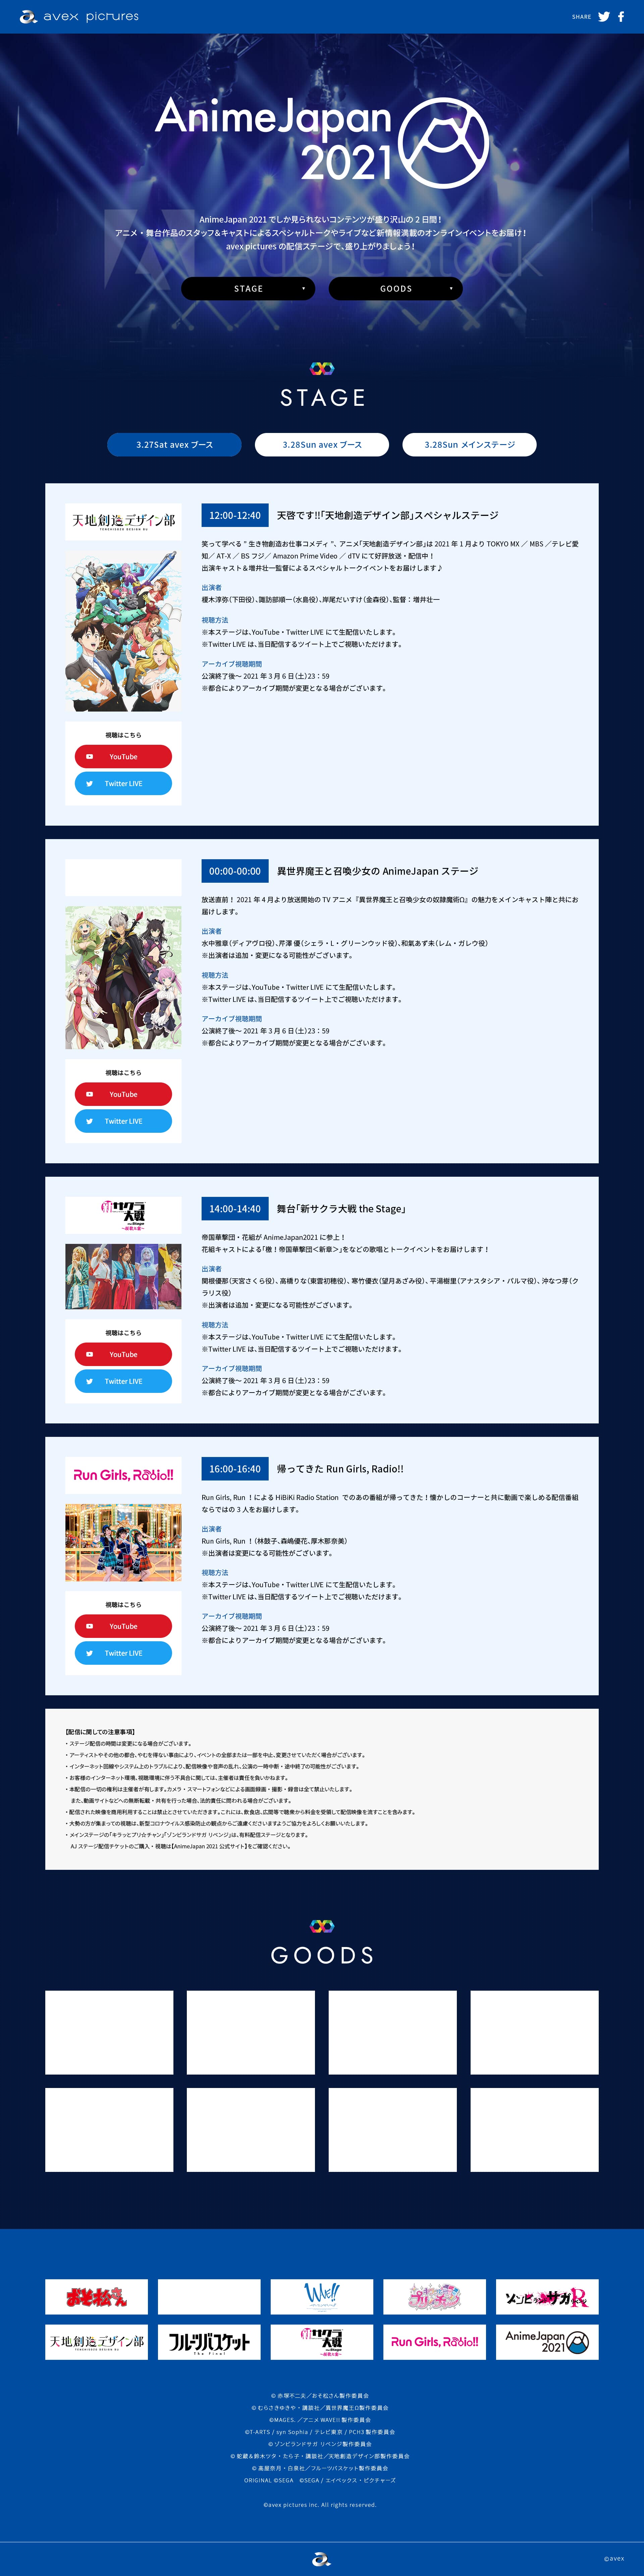 avex pictures
SHARE
AnimeJapan
2021
AnimeJapan 2021 でしか見られないコンテンツが盛り沢山の 2 日間！
アニメ・舞台作品のスタッフ＆キャストによるスペシャルトークやライブなど新情報満載のオンラインイベントをお届け！
avex pictures の配信ステージで、盛り上がりましょう！
STAGE
GOODS
STAGE
3.27Sat avex ブース
3.28Sun avex ブース
3.28Sun メインステージ
天地創造デザイン部
12:00-12:40
天啓です!!「天地創造デザイン部」スペシャルステージ
笑って学べる " 生き物創造お仕事コメディ "、アニメ「天地創造デザイン部」は 2021 年 1 月より TOKYO MX ／ MBS ／テレビ愛
知／ AT-X ／ BS フジ／ Amazon Prime Video ／ dTV にて好評放送・配信中！
出演キャスト＆増井壮一監督によるスペシャルトークイベントをお届けします♪
出演者
榎木淳弥（下田役）、諏訪部順一（水島役）、岸尾だいすけ（金森役）、監督：増井壮一
視聴方法
※本ステージは、YouTube・Twitter LIVE にて生配信いたします。
※Twitter LIVE は、当日配信するツイート上でご視聴いただけます。
アーカイブ視聴期間
公演終了後～ 2021 年 3 月 6 日（土）23：59
※都合によりアーカイブ期間が変更となる場合がございます。
視聴はこちら
YouTube
Twitter LIVE
00:00-00:00
異世界魔王と召喚少女の AnimeJapan ステージ
放送直前！ 2021 年 4 月より放送開始の TV アニメ『異世界魔王と召喚少女の奴隷魔術Ω』の魅力をメインキャスト陣と共にお
届けします。
出演者
水中雅章（ディアヴロ役）、芹澤 優（シェラ・L・グリーンウッド役）、和氣あず未（レム・ガレウ役）
※出演者は追加・変更になる可能性がございます。
視聴方法
※本ステージは、YouTube・Twitter LIVE にて生配信いたします。
※Twitter LIVE は、当日配信するツイート上でご視聴いただけます。
アーカイブ視聴期間
公演終了後～ 2021 年 3 月 6 日（土）23：59
※都合によりアーカイブ期間が変更となる場合がございます。
視聴はこちら
YouTube
Twitter LIVE
新サクラ大戦
14:00-14:40
舞台「新サクラ大戦 the Stage」
帝国華撃団・花組が AnimeJapan2021 に参上！
花組キャストによる「檄！帝国華撃団＜新章＞」をなどの歌唱とトークイベントをお届けします！
出演者
関根優那（天宮さくら役）、高橋りな（東雲初穂役）、寒竹優衣（望月あざみ役）、平湯樹里（アナスタシア・パルマ役）、沖なつ芽（ク
ラリス役）
※出演者は追加・変更になる可能性がございます。
視聴方法
※本ステージは、YouTube・Twitter LIVE にて生配信いたします。
※Twitter LIVE は、当日配信するツイート上でご視聴いただけます。
アーカイブ視聴期間
公演終了後～ 2021 年 3 月 6 日（土）23：59
※都合によりアーカイブ期間が変更となる場合がございます。
視聴はこちら
YouTube
Twitter LIVE
Run Girls, Radio!!
16:00-16:40
帰ってきた Run Girls, Radio!!
Run Girls, Run ！による HiBiKi Radio Station でのあの番組が帰ってきた！懐かしのコーナーと共に動画で楽しめる配信番組
ならではの 3 人をお届けします。
出演者
Run Girls, Run ！（林鼓子、森嶋優花、厚木那奈美）
※出演者は変更になる可能性がございます。
視聴方法
※本ステージは、YouTube・Twitter LIVE にて生配信いたします。
※Twitter LIVE は、当日配信するツイート上でご視聴いただけます。
アーカイブ視聴期間
公演終了後～ 2021 年 3 月 6 日（土）23：59
※都合によりアーカイブ期間が変更となる場合がございます。
視聴はこちら
YouTube
Twitter LIVE
【配信に関しての注意事項】
・ ステージ配信の時間は変更になる場合がございます。
・ アーティストやその他の都合、やむを得ない事由により、イベントの全部または一部を中止、変更させていただく場合がございます。
・ インターネット回線やシステム上のトラブルにより、配信映像や音声の乱れ、公演の一時中断・途中終了の可能性がございます。
・ お客様のインターネット環境、視聴環境に伴う不具合に関しては、主催者は責任を負いかねます。
・ 本配信の一切の権利は主催者が有します。カメラ・スマートフォンなどによる画面録画・撮影・録音は全て禁止いたします。
また、動画サイトなどへの無断転載・共有を行った場合、法的責任に問われる場合がございます。
・ 配信された映像を商用利用することは禁止とさせていただきます。これには、飲食店、広間等で聴衆から料金を受領して配信映像を流すことを含みます。
・ 大勢の方が集まっての視聴は、新型コロナウイルス感染防止の観点からご遠慮くださいますようご協力をよろしくお願いいたします。
・ メインステージの「キラッとプリ☆チャン」「ゾンビランドサガ リベンジ」は、有料配信ステージとなります。
AJ ステージ配信チケットのご購入・視聴は【AnimeJapan 2021 公式サイト】をご確認ください。
GOODS
おそ松さん
WAVE!!
プリ☆チャン
ゾンビランドサガR
天地創造デザイン部
フルーツバスケット
The Final
新サクラ大戦
Run Girls, Radio!!
AnimeJapan
2021
© 赤塚不二夫／おそ松さん製作委員会
© むらさきゆきや・講談社／異世界魔王Ω製作委員会
©MAGES. ／アニメ WAVE!! 製作委員会
©T-ARTS / syn Sophia / テレビ東京 / PCH3 製作委員会
© ゾンビランドサガ リベンジ製作委員会
© 蛇蔵＆鈴木ツタ・たら子・講談社／天地創造デザイン部製作委員会
© 高屋奈月・白泉社／フルーツバスケット製作委員会
ORIGINAL ©SEGA ©SEGA / エイベックス・ピクチャーズ
©avex pictures inc. All rights reserved.
©avex